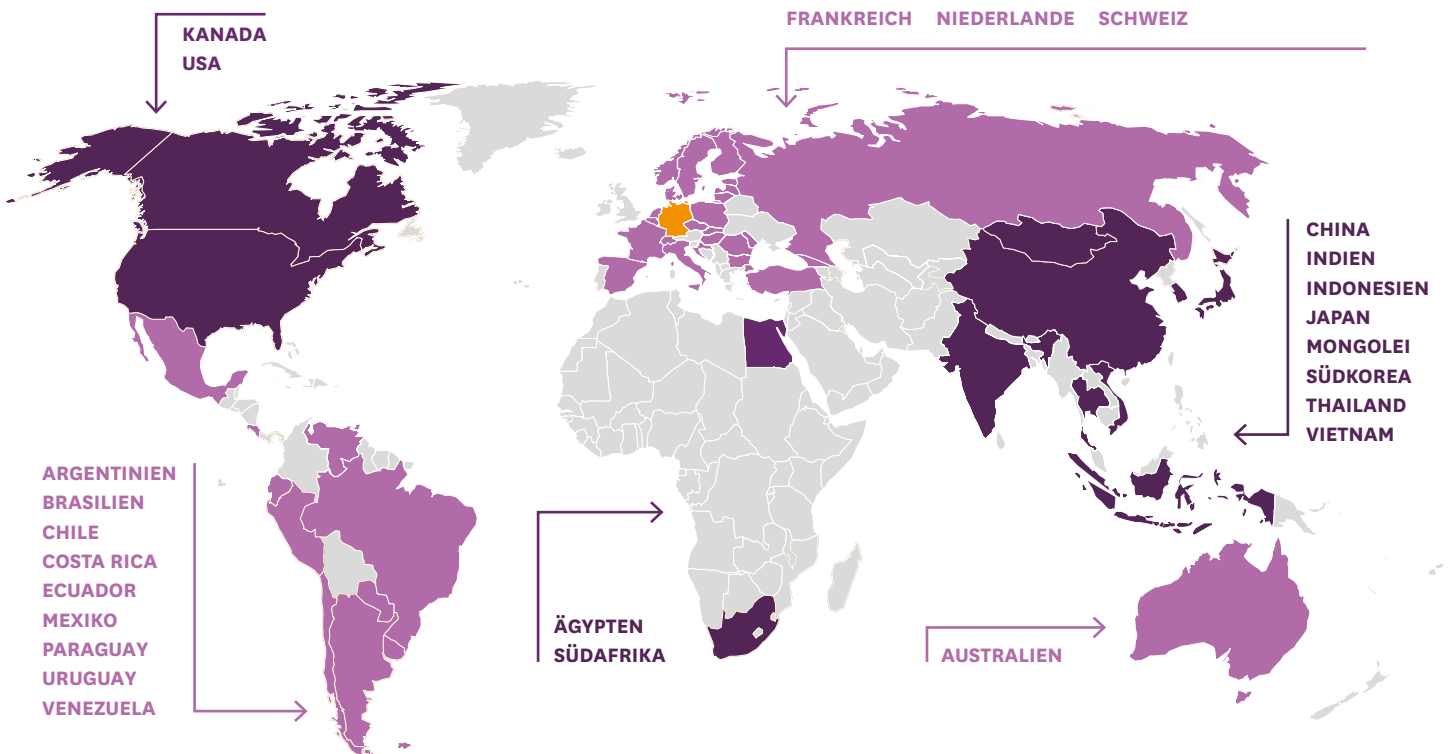 FRANKREICH NIEDERLANDE SCHWEIZ
KANADA
USA
CHINA
INDIEN
INDONESIEN
JAPAN
MONGOLEI
SÜDKOREA
THAILAND
VIETNAM
ARGENTINIEN
BRASILIEN
CHILE
COSTA RICA
ECUADOR
MEXIKO
PARAGUAY
URUGUAY
VENEZUELA
ÄGYPTEN
SÜDAFRIKA
AUSTRALIEN